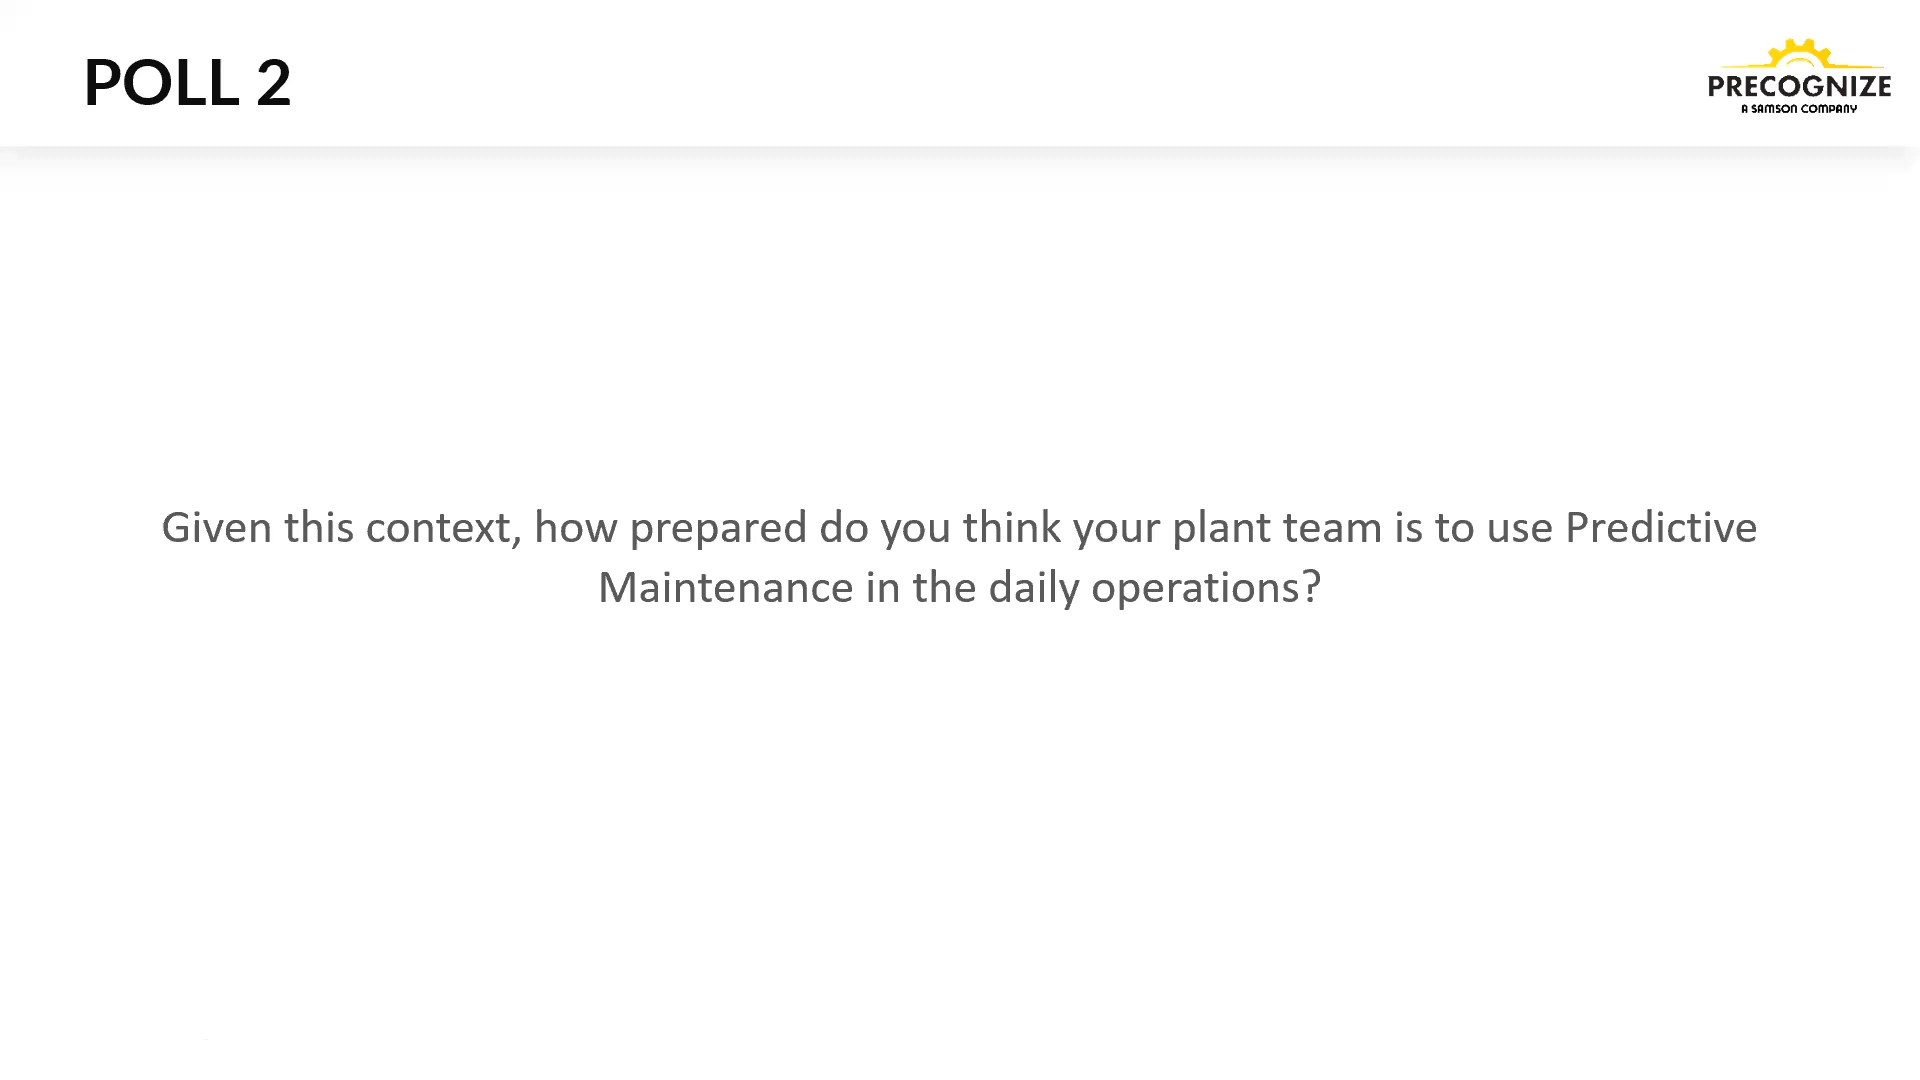 POLL 2
PRECOGNIZE
A SAMSON COMPANY
Given this context, how prepared do you think your plant team is to use Predictive
Maintenance in the daily operations?